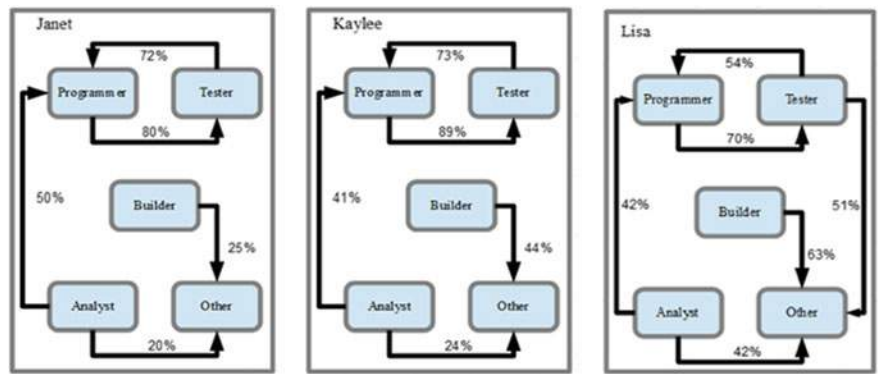 Janet
72%
Programmer
Tester
80%
50%
Builder
25%
Analyst
Other
20%
Kaylee
73%
Programmer
Tester
89%
41%
Builder
44%
Analyst
Other
24%
Lisa
54%
Programmer
Tester
70%
42%
Builder
51%
63%
Analyst
Other
42%